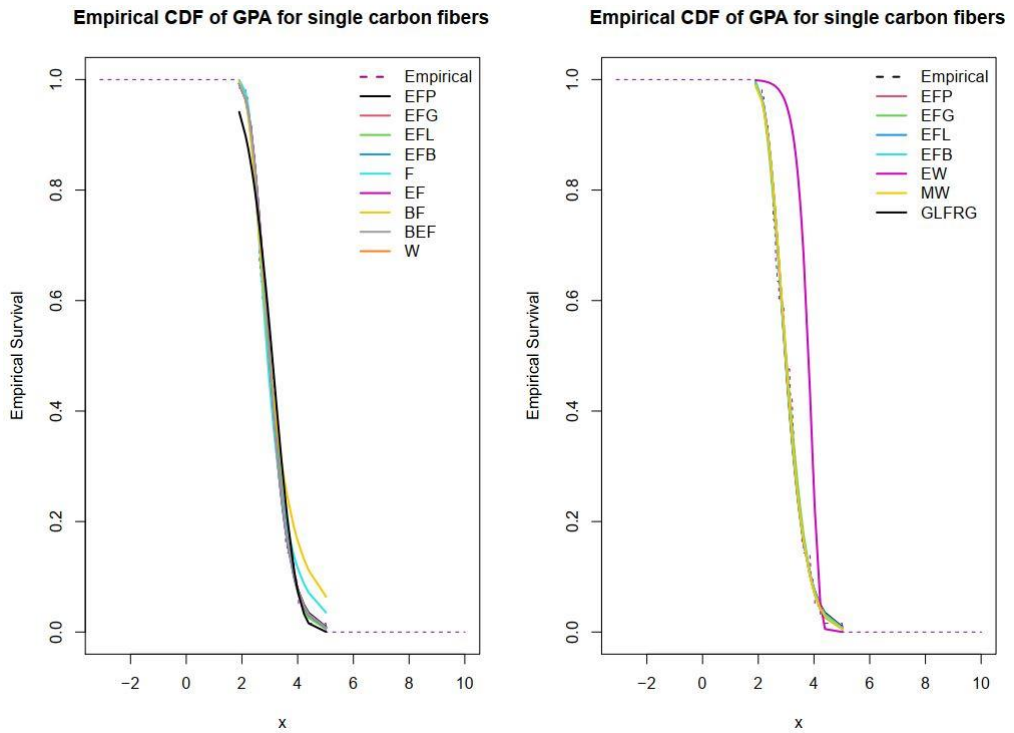 Empirical CDF of GPA for single carbon fibers
Empirical Survival
1.0
0.8
0.6
0.4
0.2
0.0
Empirical
EFP
EFG
EFL
EFB
F
EF
BF
BEF
W
−2
0
2
4
6
8
10
x
Empirical CDF of GPA for single carbon fibers
Empirical Survival
1.0
0.8
0.6
0.4
0.2
0.0
Empirical
EFP
EFG
EFL
EFB
EW
MW
GLFRG
−2
0
2
4
6
8
10
x